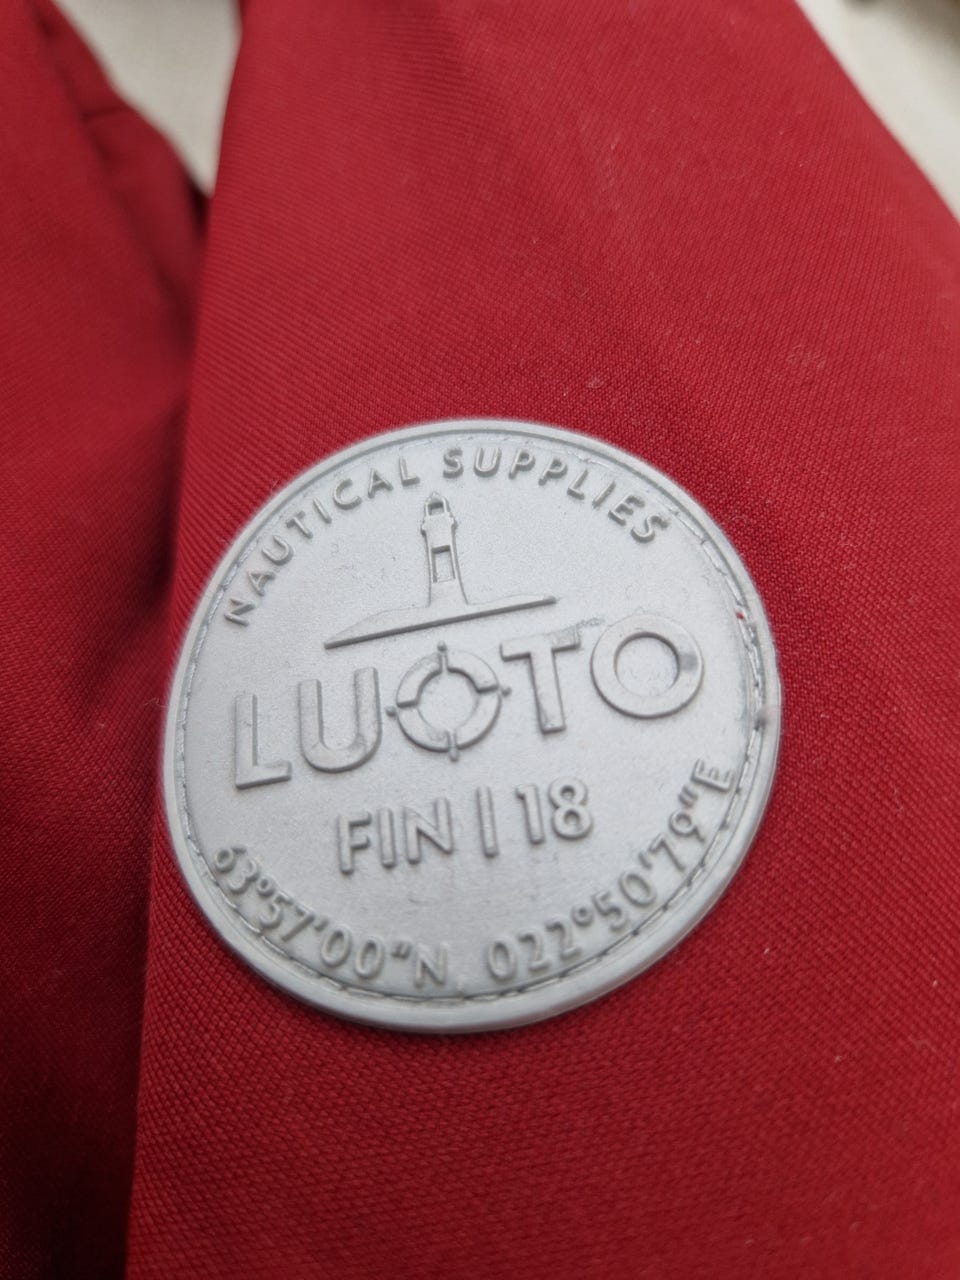 NAUTICAL SUPPLIES
LUOTO
FIN | 18
63°57'00"N 022°50'79"E